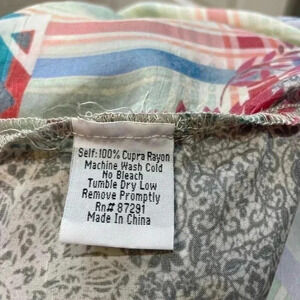 Self: 100% Cupra Rayon
Machine Wash Cold
No Bleach
Tumble Dry Low
Remove Promptly
Rn# 87291
Made In China